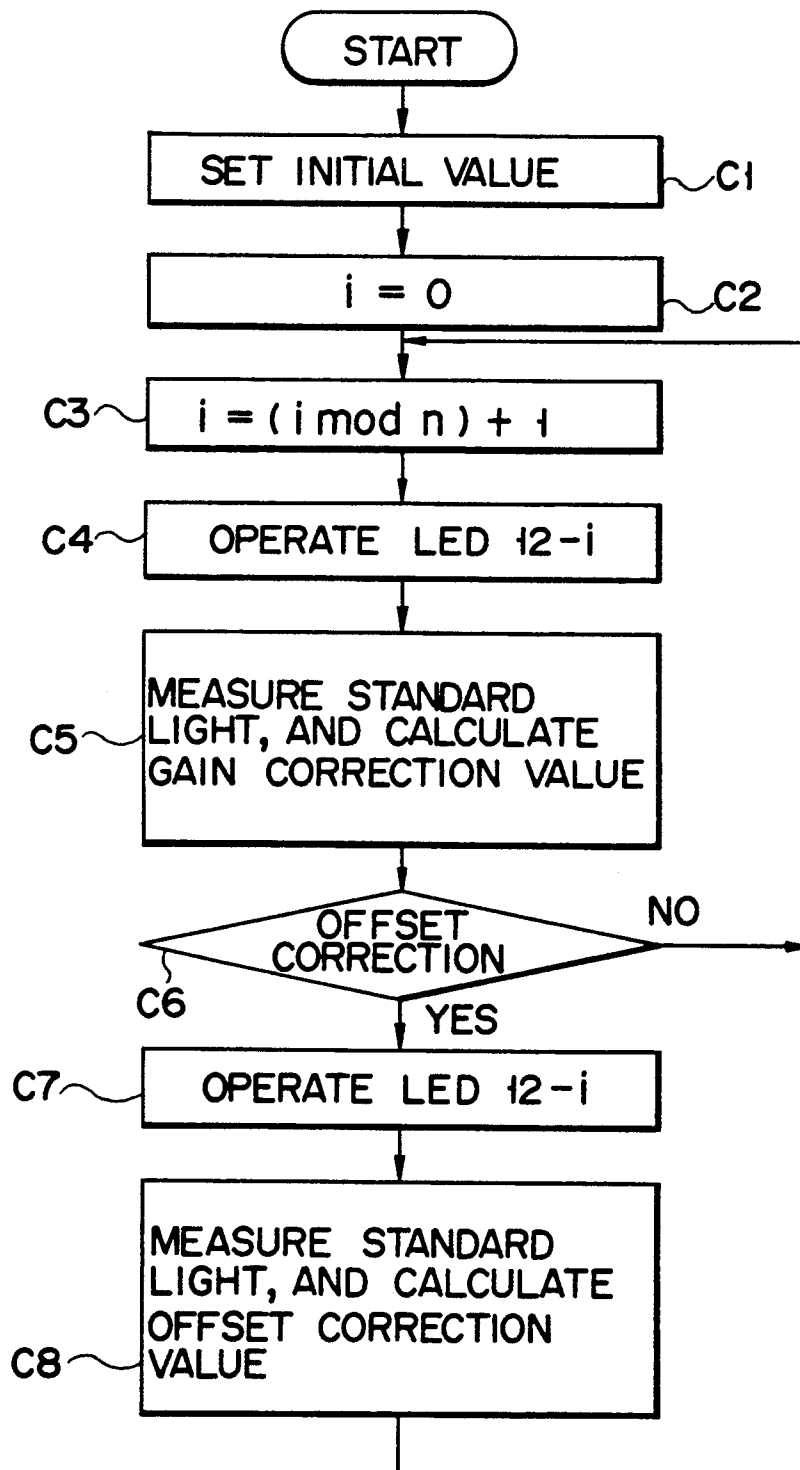 START
SET INITIAL VALUE
C1
i = 0
C2
C3
i = (i mod n) + 1
C4
OPERATE LED 12-i
MEASURE STANDARD
LIGHT, AND CALCULATE
GAIN CORRECTION VALUE
C5
OFFSET
CORRECTION
NO
C6
YES
C7
OPERATE LED 12-i
MEASURE STANDARD
LIGHT, AND CALCULATE
OFFSET CORRECTION
VALUE
C8